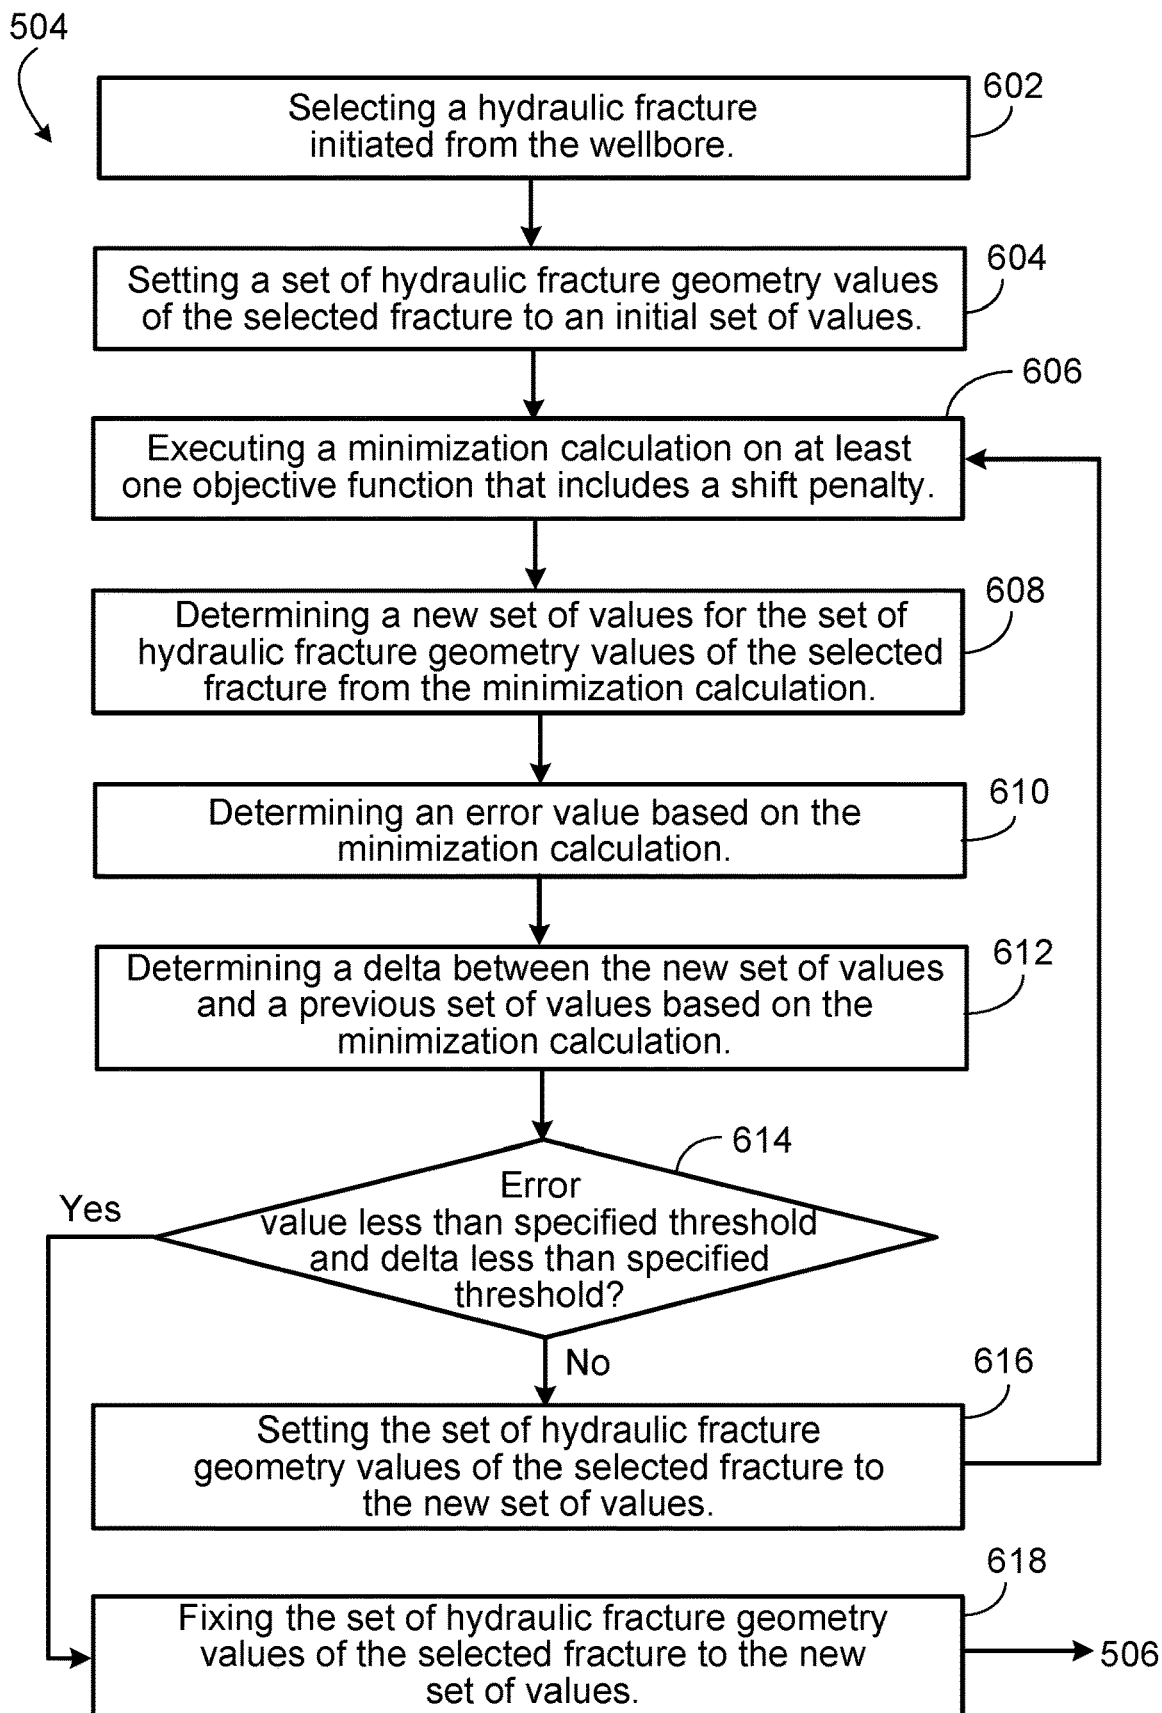 504
Selecting a hydraulic fracture
initiated from the wellbore.
602
Setting a set of hydraulic fracture geometry values
of the selected fracture to an initial set of values.
604
Executing a minimization calculation on at least
one objective function that includes a shift penalty.
606
Determining a new set of values for the set of
hydraulic fracture geometry values of the selected
fracture from the minimization calculation.
608
Determining an error value based on the
minimization calculation.
610
Determining a delta between the new set of values
and a previous set of values based on the
minimization calculation.
612
Error
value less than specified threshold
and delta less than specified
threshold?
614
Yes
No
Setting the set of hydraulic fracture
geometry values of the selected fracture to
the new set of values.
616
Fixing the set of hydraulic fracture geometry
values of the selected fracture to the new
set of values.
618
506